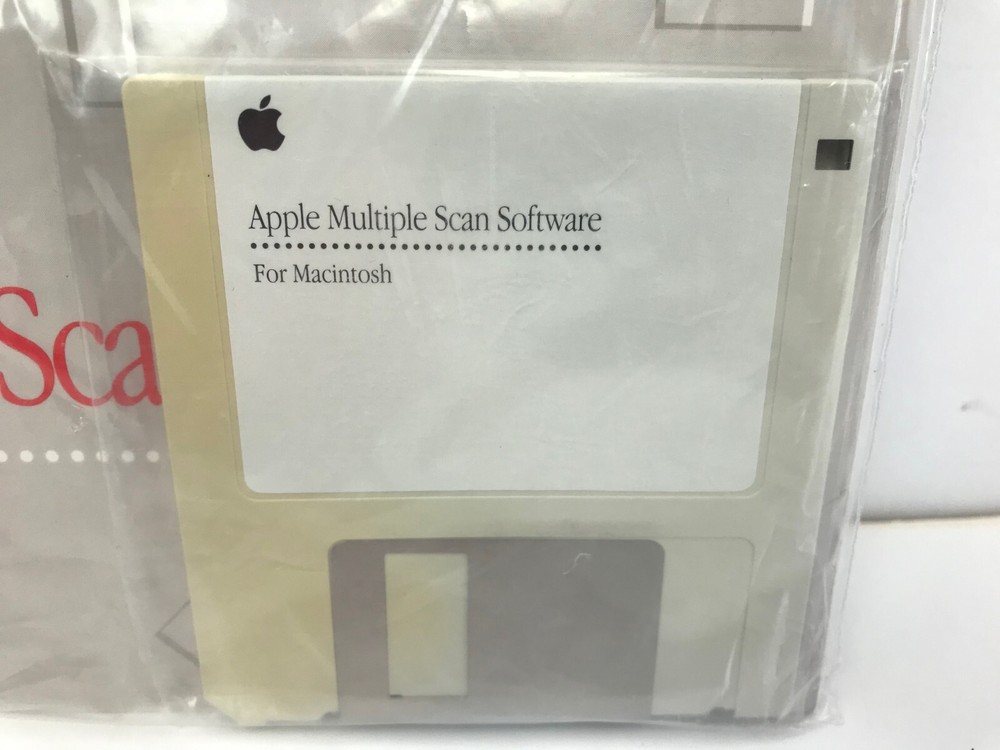 Apple Multiple Scan Software
For Macintosh
Sca